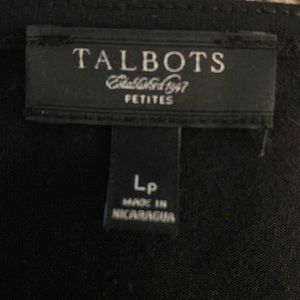 TALBOTS
Established 1947
PETITES
LP
MADE IN
NICARAGUA